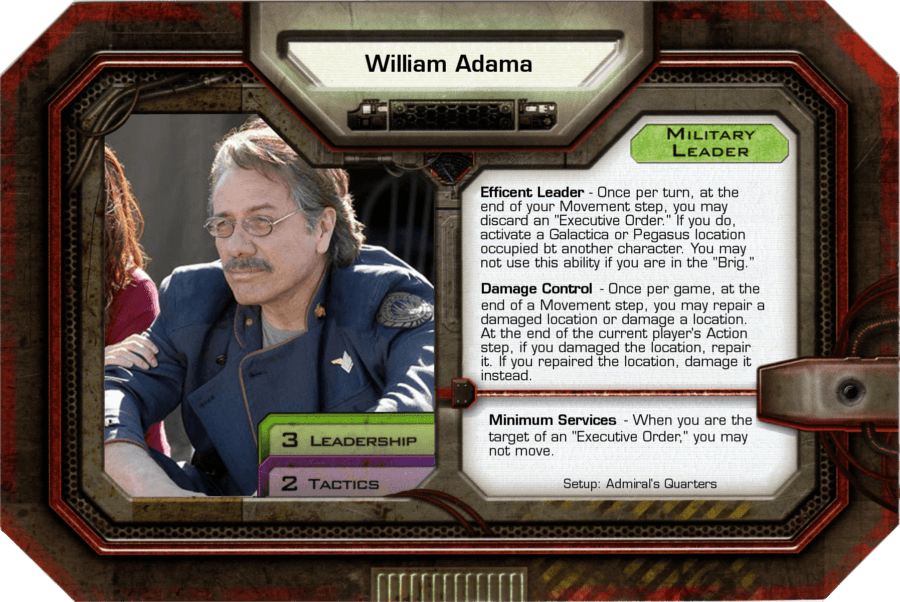 William Adama
Military
Leader
Efficent Leader - Once per turn, at the
end of your Movement step, you may
discard an "Executive Order." If you do,
activate a Galactica or Pegasus location
occupied bt another character. You may
not use this ability if you are in the "Brig."
Damage Control - Once per game, at the
end of a Movement step, you may repair a
damaged location or damage a location.
At the end of the current player's Action
step, if you damaged the location, repair
it. If you repaired the location, damage it
instead.
Minimum Services - When you are the
target of an "Executive Order," you may
not move.
Setup: Admiral's Quarters
3 Leadership
2 Tactics